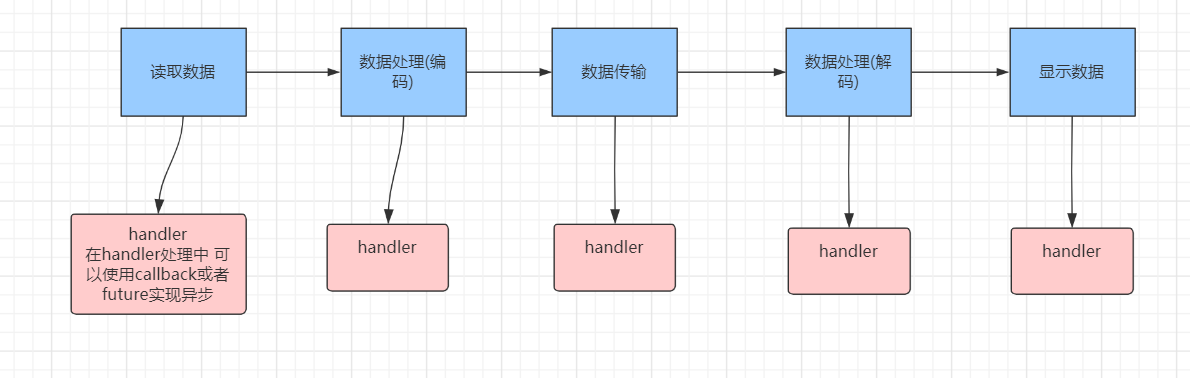 读取数据
数据处理(编
码)
数据传输
数据处理(解
码)
显示数据
handler
在handler处理中 可
以使用callback或者
future实现异步
handler
handler
handler
handler